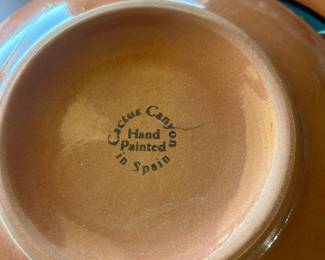 Cactus Canyon
Hand
Painted
in Spain